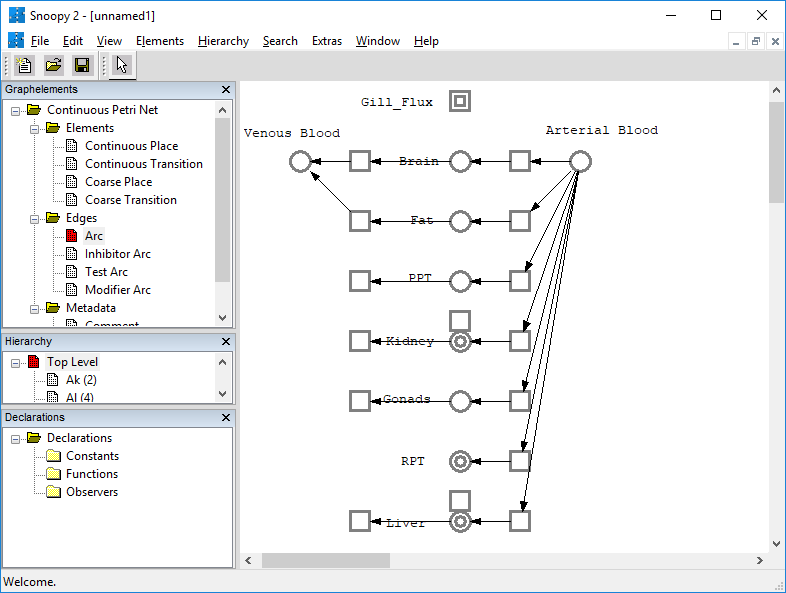 Snoopy 2 - [unnamed1]
File Edit View Elements Hierarchy Search Extras Window Help
Graphelements
Continuous Petri Net
Elements
Continuous Place
Continuous Transition
Coarse Place
Coarse Transition
Edges
Arc
Inhibitor Arc
Test Arc
Modifier Arc
Metadata
Comment
Hierarchy
Top Level
Ak (2)
Al (4)
Declarations
Declarations
Constants
Functions
Observers
Gill_Flux
Venous Blood
Arterial Blood
Brain
Fat
PPT
Kidney
Gonads
RPT
Liver
Welcome.